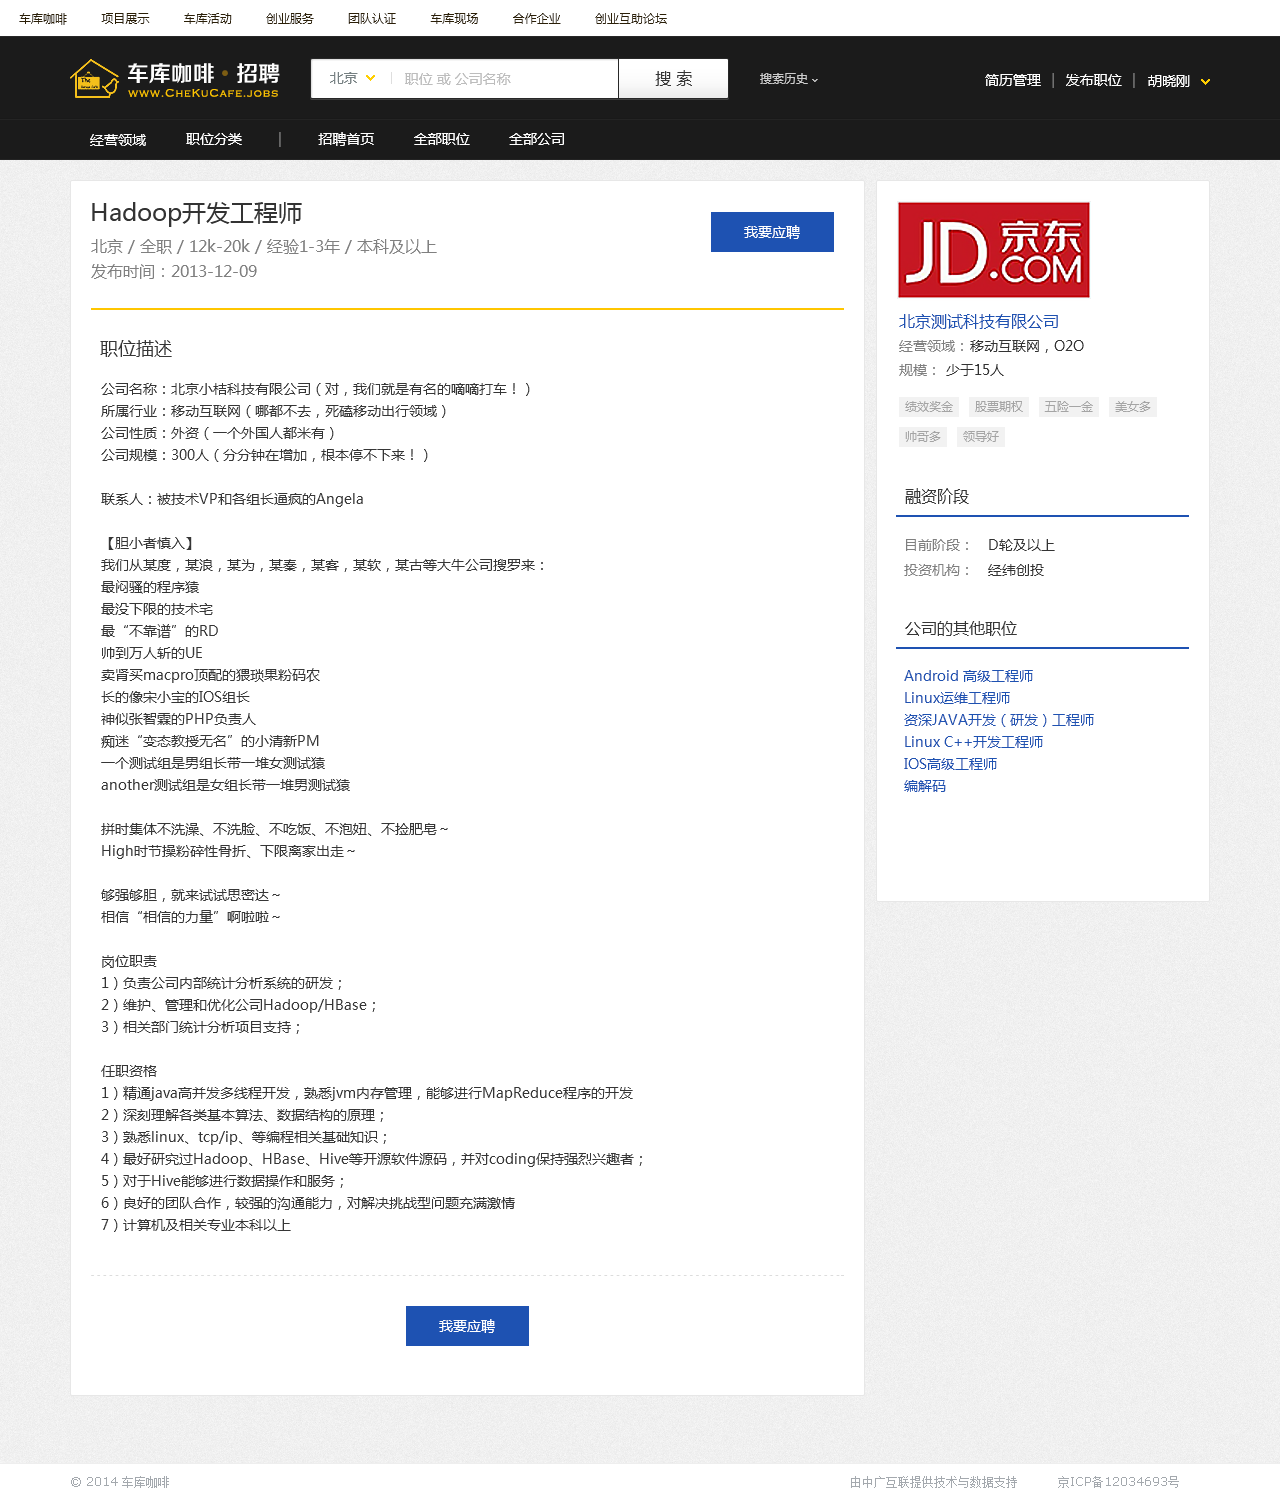 车库咖啡 项目展示 车库活动 创业服务 团队认证 车库现场 合作企业 创业互助论坛
车库咖啡·招聘
www.CheKuCafe.jobs
北京 职位 或 公司名称 搜 索 搜索历史
简历管理 | 发布职位 | 胡晓刚
经营领域 职位分类 | 招聘首页 全部职位 全部公司
Hadoop开发工程师
北京 / 全职 / 12k-20k / 经验1-3年 / 本科及以上
发布时间：2013-12-09
我要应聘
职位描述
公司名称：北京小桔科技有限公司（对，我们就是有名的嘀嘀打车！）
所属行业：移动互联网（哪都不去，死磕移动出行领域）
公司性质：外资（一个外国人都米有）
公司规模：300人（分分钟在增加，根本停不下来！）
联系人：被技术VP和各组长逼疯的Angela
【胆小者慎入】
我们从某度，某浪，某为，某秦，某睿，某软，某古等大牛公司搜罗来：
最闷骚的程序猿
最没下限的技术宅
最“不靠谱”的RD
帅到万人斩的UE
卖肾买macpro顶配的猥琐果粉码农
长的像宋小宝的IOS组长
神似张智霖的PHP负责人
痴迷“变态教授无名”的小清新PM
一个测试组是男组长带一堆女测试猿
another测试组是女组长带一堆男测试猿
拼时集体不洗澡、不洗脸、不吃饭、不泡妞、不捡肥皂～
High时节操粉碎性骨折、下限离家出走～
够强够胆，就来试试思密达～
相信“相信的力量”啊啦啦～
岗位职责
1）负责公司内部统计分析系统的研发；
2）维护、管理和优化公司Hadoop/HBase；
3）相关部门统计分析项目支持；
任职资格
1）精通java高并发多线程开发，熟悉jvm内存管理，能够进行MapReduce程序的开发
2）深刻理解各类基本算法、数据结构的原理；
3）熟悉linux、tcp/ip、等编程相关基础知识；
4）最好研究过Hadoop、HBase、Hive等开源软件源码，并对coding保持强烈兴趣者；
5）对于Hive能够进行数据操作和服务；
6）良好的团队合作，较强的沟通能力，对解决挑战型问题充满激情
7）计算机及相关专业本科以上
我要应聘
JD.京东
COM
北京测试科技有限公司
经营领域：移动互联网，O2O
规模： 少于15人
绩效奖金 股票期权 五险一金 美女多
帅哥多 领导好
融资阶段
目前阶段： D轮及以上
投资机构： 经纬创投
公司的其他职位
Android 高级工程师
Linux运维工程师
资深JAVA开发（研发）工程师
Linux C++开发工程师
IOS高级工程师
编解码
© 2014 车库咖啡 由中广互联提供技术与数据支持 京ICP备12034693号